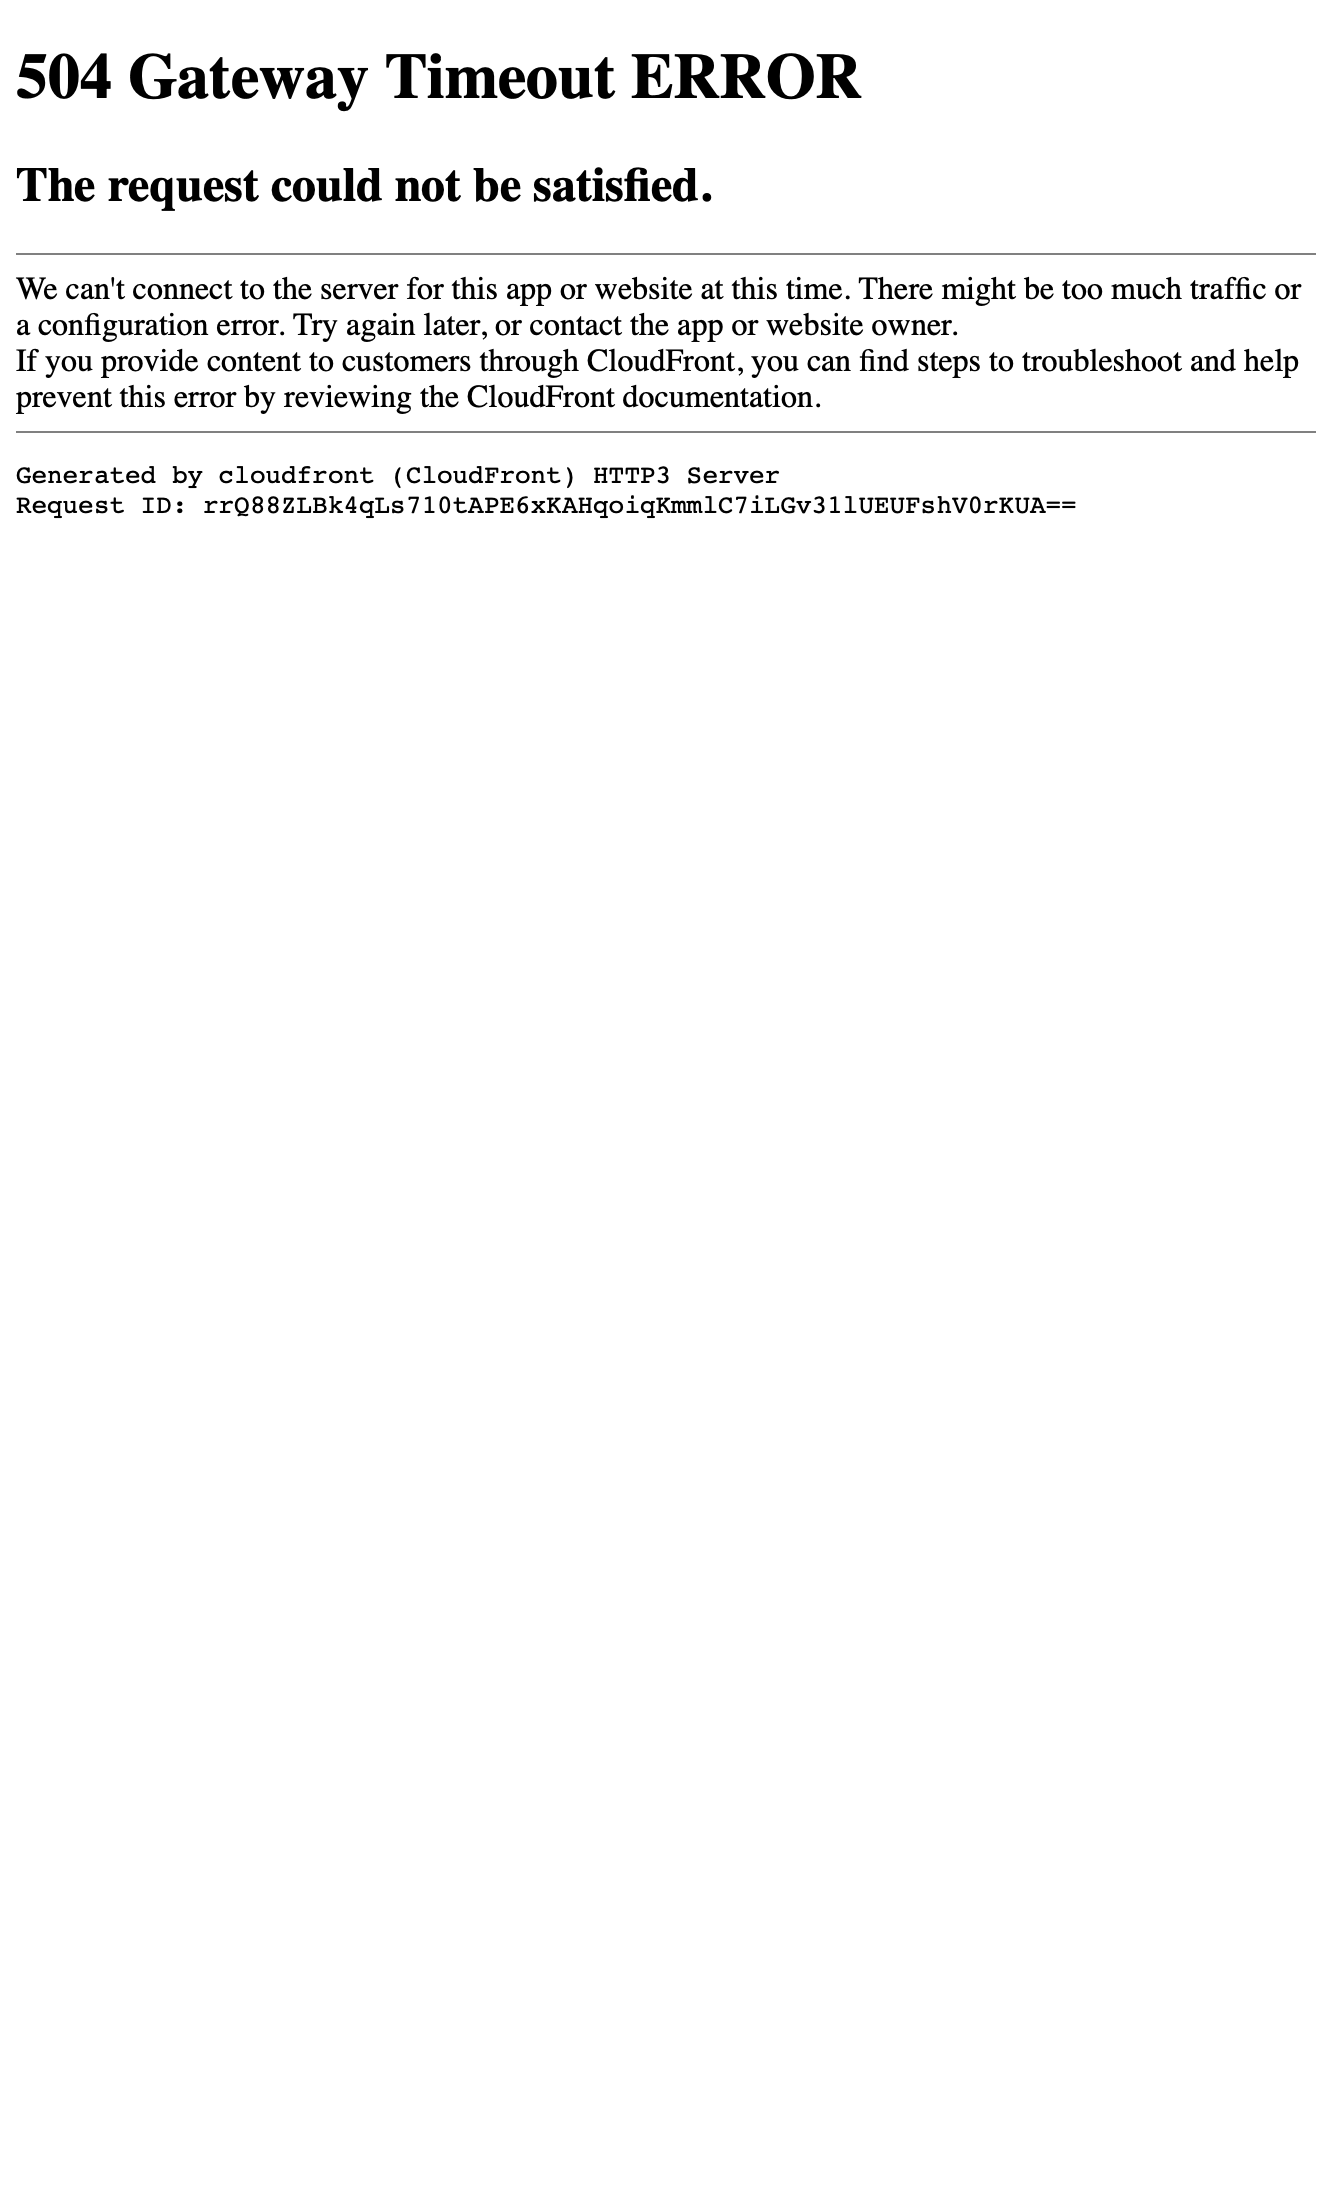 504 Gateway Timeout ERROR
The request could not be satisfied.
We can't connect to the server for this app or website at this time. There might be too much traffic or
a configuration error. Try again later, or contact the app or website owner.
If you provide content to customers through CloudFront, you can find steps to troubleshoot and help
prevent this error by reviewing the CloudFront documentation.
Generated by cloudfront (CloudFront) HTTP3 Server
Request ID: rrQ88ZLBk4qLs710tAPE6xKAHqoiqKmmlC7iLGv31lUEUFshV0rKUA==